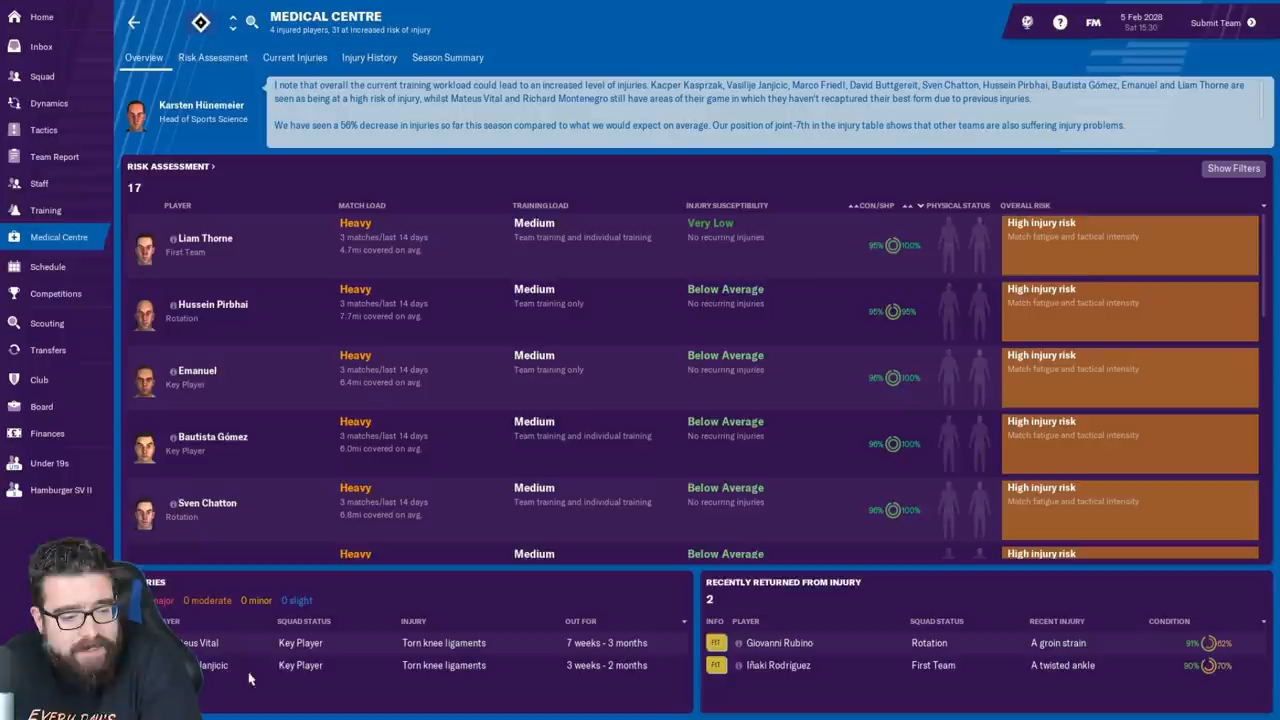 Home
Inbox
Squad
Dynamics
Tactics
Team Report
Staff
Training
Medical Centre
Schedule
Competitions
Scouting
Transfers
Club
Board
Finances
Under 19s
Hamburger SV II
MEDICAL CENTRE
4 injured players, 31 at increased risk of injury
FM
5 Feb 2028
Sat 15:30
Submit Team
Overview
Risk Assessment
Current Injuries
Injury History
Season Summary
Karsten Hünemeier
Head of Sports Science
I note that overall the current training workload could lead to an increased level of injuries. Kacper Kasprzak, Vasilije Janjicic, Marco Friedl, David Buttgereit, Sven Chatton, Hussein Pirbhai, Bautista Gómez, Emanuel and Liam Thorne are
seen as being at a high risk of injury, whilst Mateus Vital and Richard Montenegro still have areas of their game in which they haven't recaptured their best form due to previous injuries.
We have seen a 56% decrease in injuries so far this season compared to what we would expect on average. Our position of joint-7th in the injury table shows that other teams are also suffering injury problems.
RISK ASSESSMENT >
17
Show Filters
PLAYER MATCH LOAD TRAINING LOAD INJURY SUSCEPTIBILITY CON/SHP PHYSICAL STATUS OVERALL RISK
Liam Thorne
First Team
Heavy
3 matches/last 14 days
4.7mi covered on avg.
Medium
Team training and individual training
Very Low
No recurring injuries
95% 100%
High injury risk
Match fatigue and tactical intensity
Hussein Pirbhai
Rotation
Heavy
3 matches/last 14 days
7.7mi covered on avg.
Medium
Team training only
Below Average
No recurring injuries
95% 95%
High injury risk
Match fatigue and tactical intensity
Emanuel
Key Player
Heavy
3 matches/last 14 days
6.4mi covered on avg.
Medium
Team training only
Below Average
No recurring injuries
96% 100%
High injury risk
Match fatigue and tactical intensity
Bautista Gómez
Key Player
Heavy
3 matches/last 14 days
6.0mi covered on avg.
Medium
Team training and individual training
Below Average
No recurring injuries
96% 100%
High injury risk
Match fatigue and tactical intensity
Sven Chatton
Rotation
Heavy
3 matches/last 14 days
6.8mi covered on avg.
Medium
Team training and individual training
Below Average
No recurring injuries
96% 100%
High injury risk
Match fatigue and tactical intensity
Heavy
Medium
Below Average
High injury risk
RIES
major 0 moderate 0 minor 0 slight
AYER SQUAD STATUS INJURY OUT FOR
eus Vital Key Player Torn knee ligaments 7 weeks - 3 months
Janjicic Key Player Torn knee ligaments 3 weeks - 2 months
RECENTLY RETURNED FROM INJURY
2
INFO PLAYER SQUAD STATUS RECENT INJURY CONDITION
FIT Giovanni Rubino Rotation A groin strain 91% 62%
FIT Iñaki Rodríguez First Team A twisted ankle 90% 70%
EVERY DAY'S